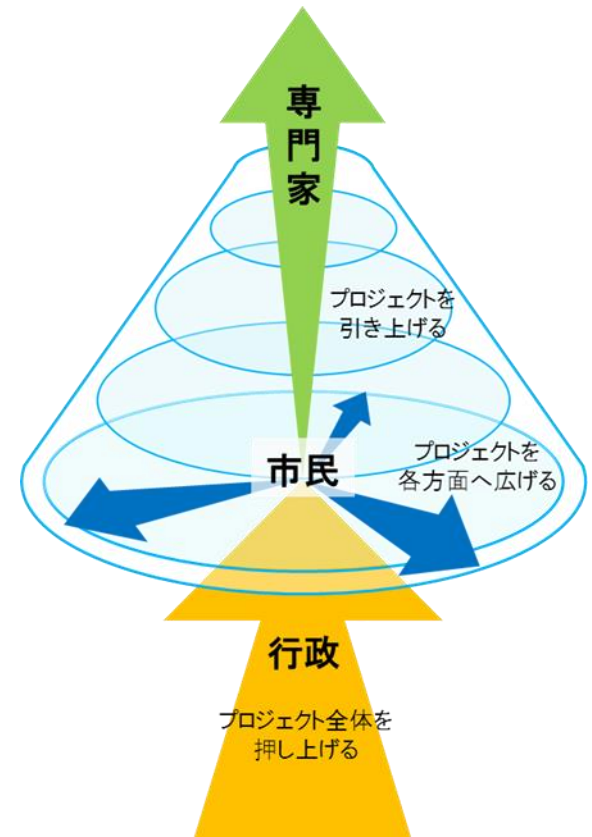 専門家
プロジェクトを
引き上げる
市民
プロジェクトを
各方面へ広げる
行政
プロジェクト全体を
押し上げる